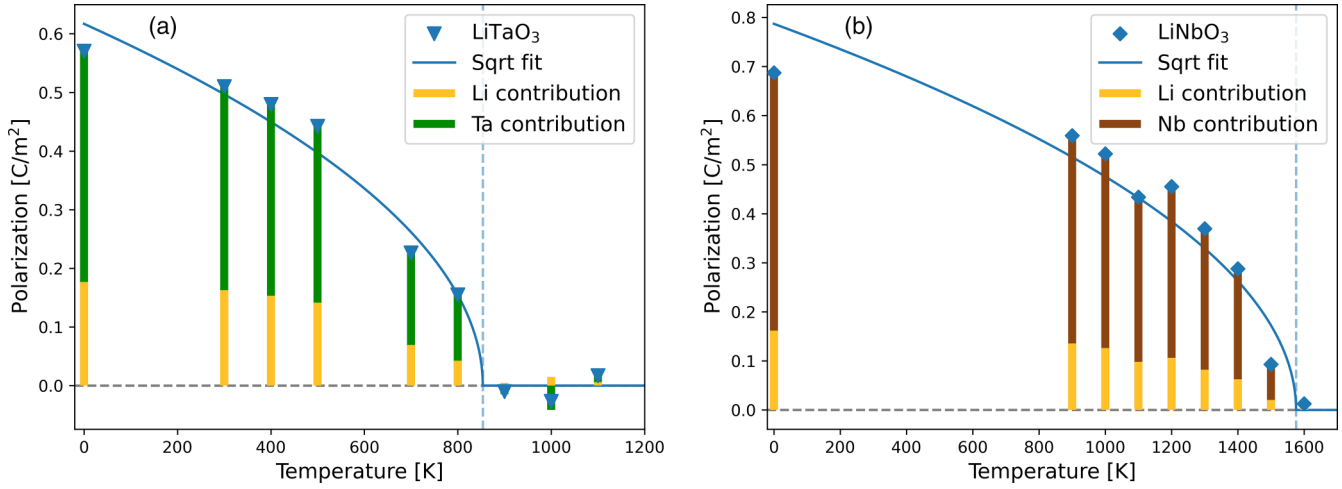 (a)
LiTaO₃
Sqrt fit
Li contribution
Ta contribution
Polarization [C/m²]
0.6
0.5
0.4
0.3
0.2
0.1
0.0
0 200 400 600 800 1000 1200
Temperature [K]
(b)
LiNbO₃
Sqrt fit
Li contribution
Nb contribution
Polarization [C/m²]
0.8
0.7
0.6
0.5
0.4
0.3
0.2
0.1
0.0
0 200 400 600 800 1000 1200 1400 1600
Temperature [K]